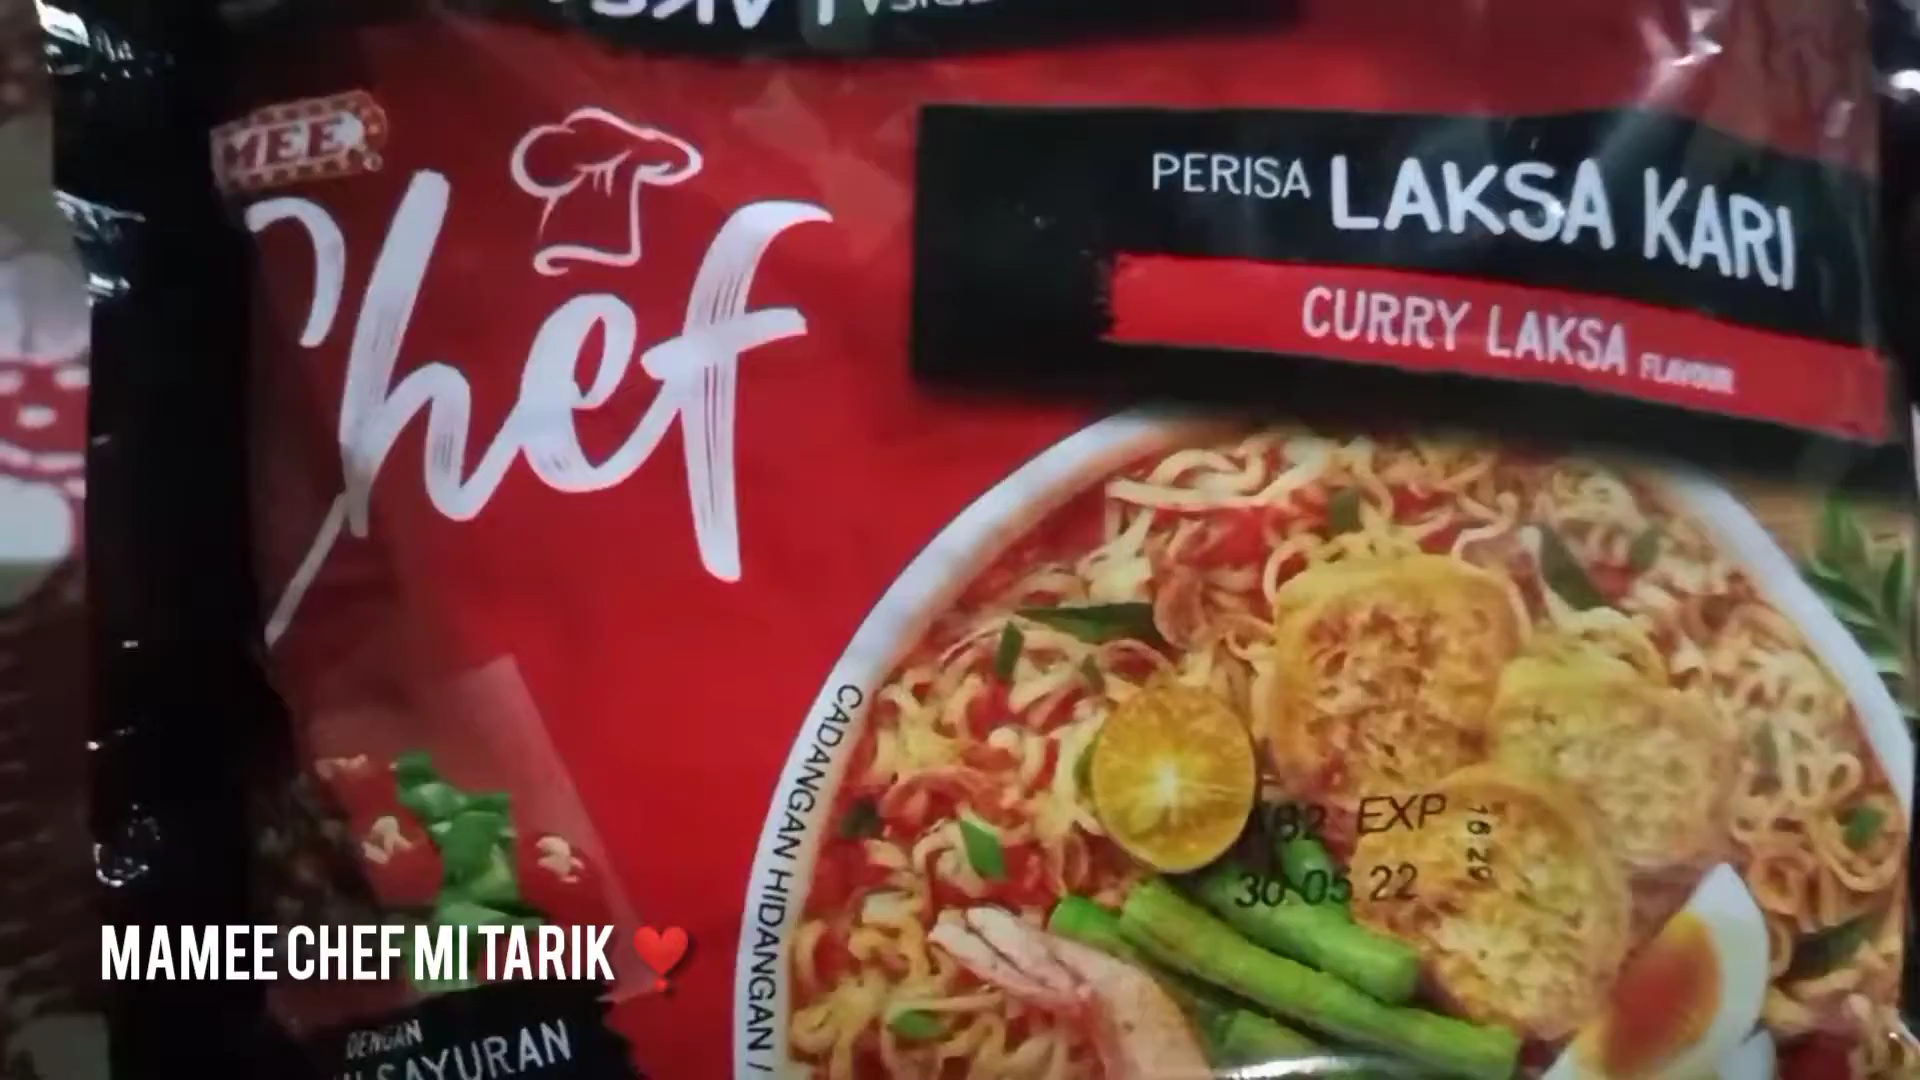 MEE
Chef
PERISA LAKSA KARI
CURRY LAKSA FLAVOUR
CADANGAN HIDANGAN /
EXP
30 05 22
MAMEE CHEF MI TARIK ❤️
DENGAN
SAYURAN